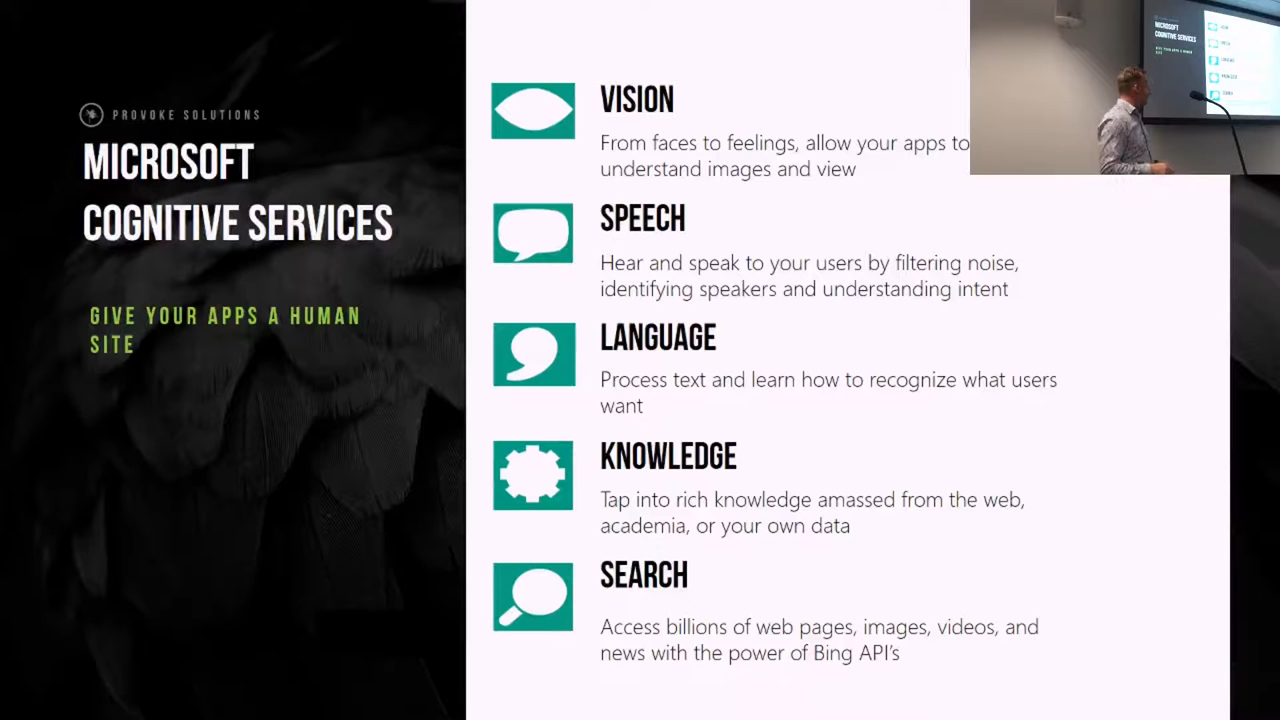 PROVOKE SOLUTIONS
MICROSOFT
COGNITIVE SERVICES
GIVE YOUR APPS A HUMAN
SITE
VISION
From faces to feelings, allow your apps to
understand images and view
SPEECH
Hear and speak to your users by filtering noise,
identifying speakers and understanding intent
LANGUAGE
Process text and learn how to recognize what users
want
KNOWLEDGE
Tap into rich knowledge amassed from the web,
academia, or your own data
SEARCH
Access billions of web pages, images, videos, and
news with the power of Bing API's
MICROSOFT
COGNITIVE SERVICES